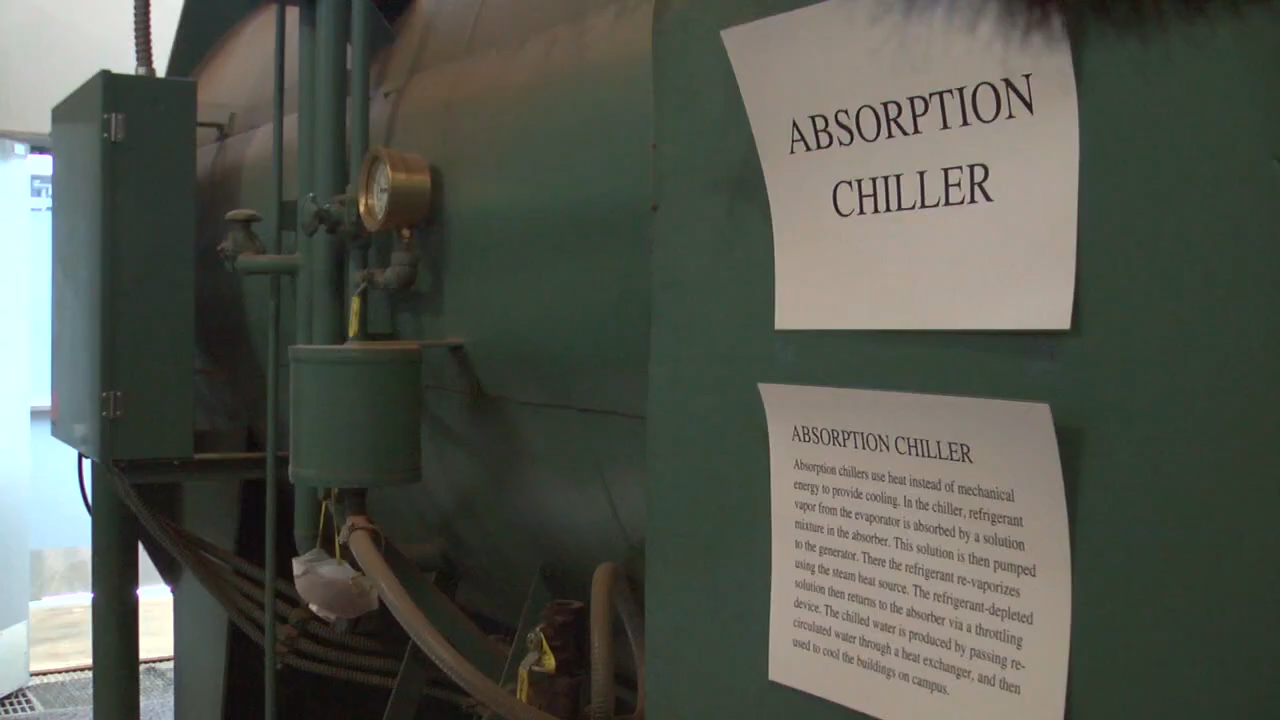 ABSORPTION
CHILLER
ABSORPTION CHILLER
Absorption chillers use heat instead of mechanical
energy to provide cooling. In the chiller, refrigerant
vapor from the evaporator is absorbed by a solution
mixture in the absorber. This solution is then pumped
to the generator. There the refrigerant re-vaporizes
using the steam heat source. The refrigerant-depleted
solution then returns to the absorber via a throttling
device. The chilled water is produced by passing re-
circulated water through a heat exchanger, and then
used to cool the buildings on campus.